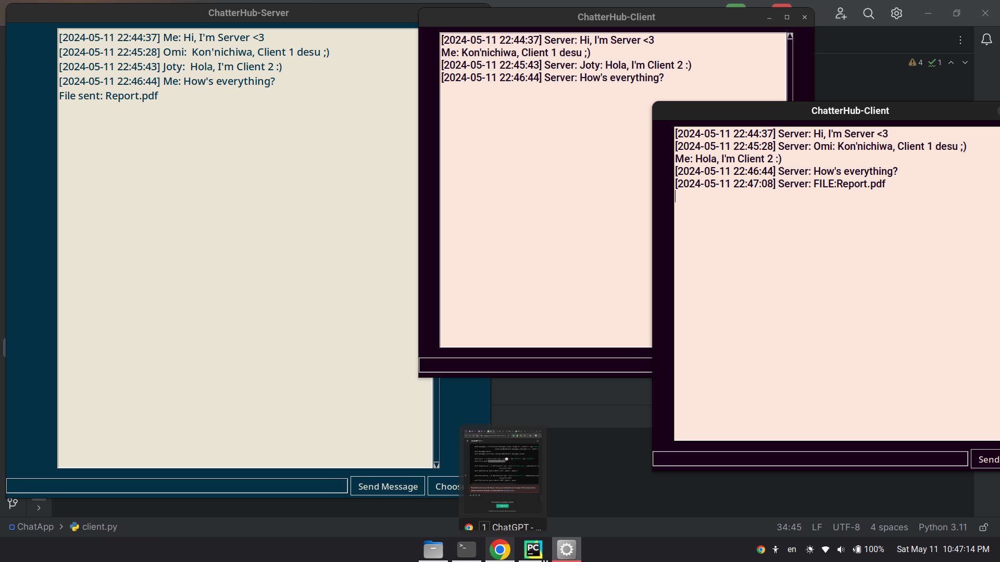 ChatterHub-Server
[2024-05-11 22:44:37] Me: Hi, I'm Server <3
[2024-05-11 22:45:28] Omi:  Kon'nichiwa, Client 1 desu ;)
[2024-05-11 22:45:43] Joty:  Hola, I'm Client 2 :)
[2024-05-11 22:46:44] Me: How's everything?
File sent: Report.pdf
Send Message
Choos
ChatterHub-Client
[2024-05-11 22:44:37] Server: Hi, I'm Server <3
Me: Kon'nichiwa, Client 1 desu ;)
[2024-05-11 22:45:43] Server: Joty: Hola, I'm Client 2 :)
[2024-05-11 22:46:44] Server: How's everything?
4 1
ChatterHub-Client
[2024-05-11 22:44:37] Server: Hi, I'm Server <3
[2024-05-11 22:45:28] Server: Omi: Kon'nichiwa, Client 1 desu ;)
Me: Hola, I'm Client 2 :)
[2024-05-11 22:46:44] Server: How's everything?
[2024-05-11 22:47:08] Server: FILE:Report.pdf
Send
1 ChatGPT - ...
ChatApp > client.py
34:45 LF UTF-8 4 spaces Python 3.11
PC
en 100% Sat May 11 10:47:14 PM